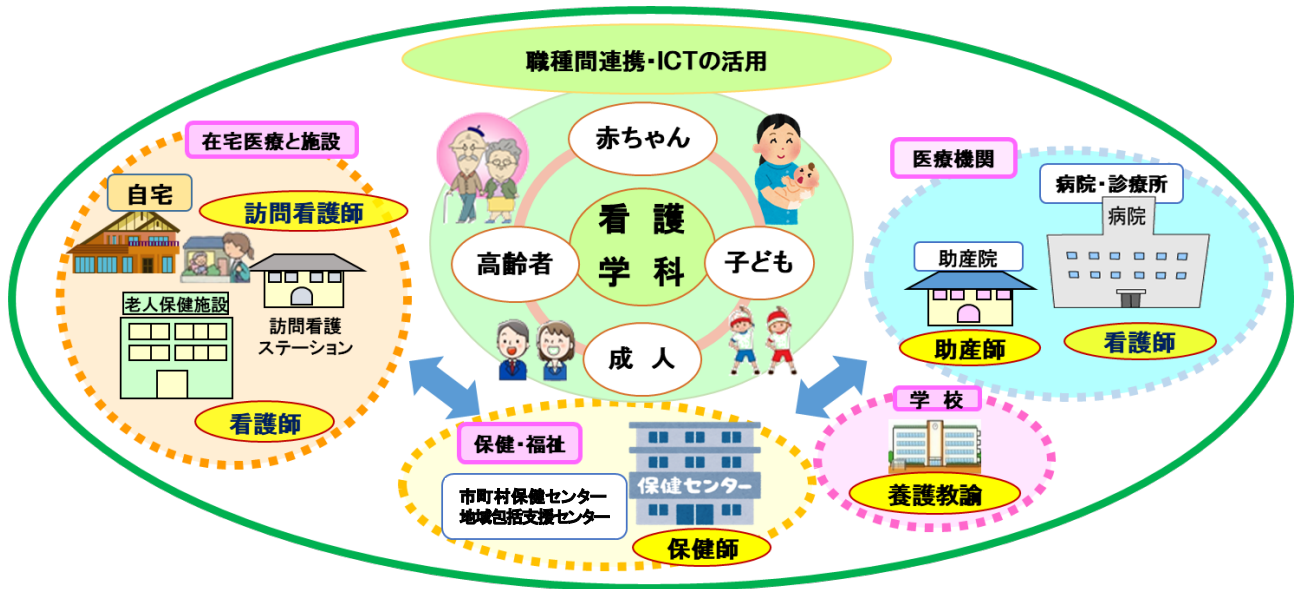 職種間連携・ICTの活用
在宅医療と施設
自宅
訪問看護師
老人保健施設
訪問看護
ステーション
看護師
赤ちゃん
看護
学科
高齢者
子ども
成人
医療機関
病院・診療所
病院
助産院
助産師
看護師
保健・福祉
市町村保健センター
地域包括支援センター
保健センター
保健師
学校
養護教諭